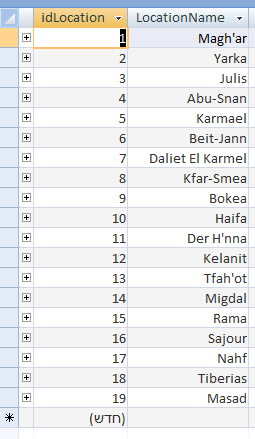 idLocation LocationName
1 Magh'ar
2 Yarka
3 Julis
4 Abu-Snan
5 Karmael
6 Beit-Jann
7 Daliet El Karmel
8 Kfar-Smea
9 Bokea
10 Haifa
11 Der H'nna
12 Kelanit
13 Tfah'ot
14 Migdal
15 Rama
16 Sajour
17 Nahf
18 Tiberias
19 Masad
(חדש)